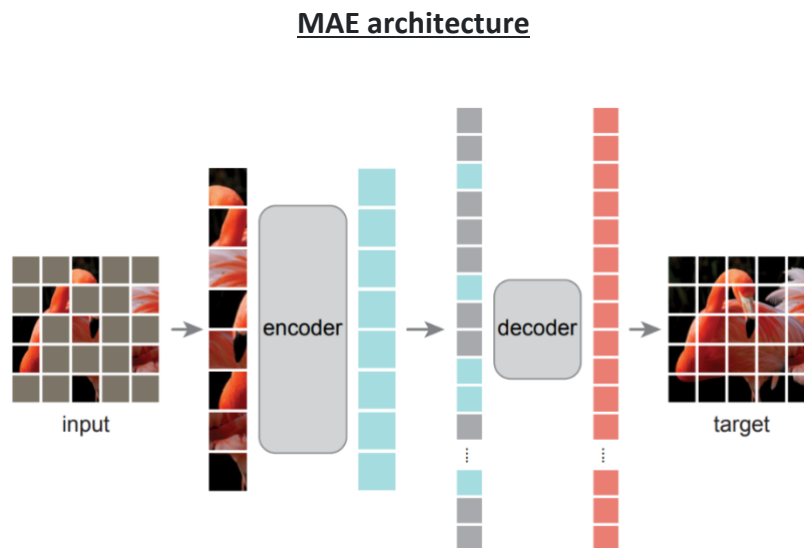 MAE architecture
encoder
decoder
input
target